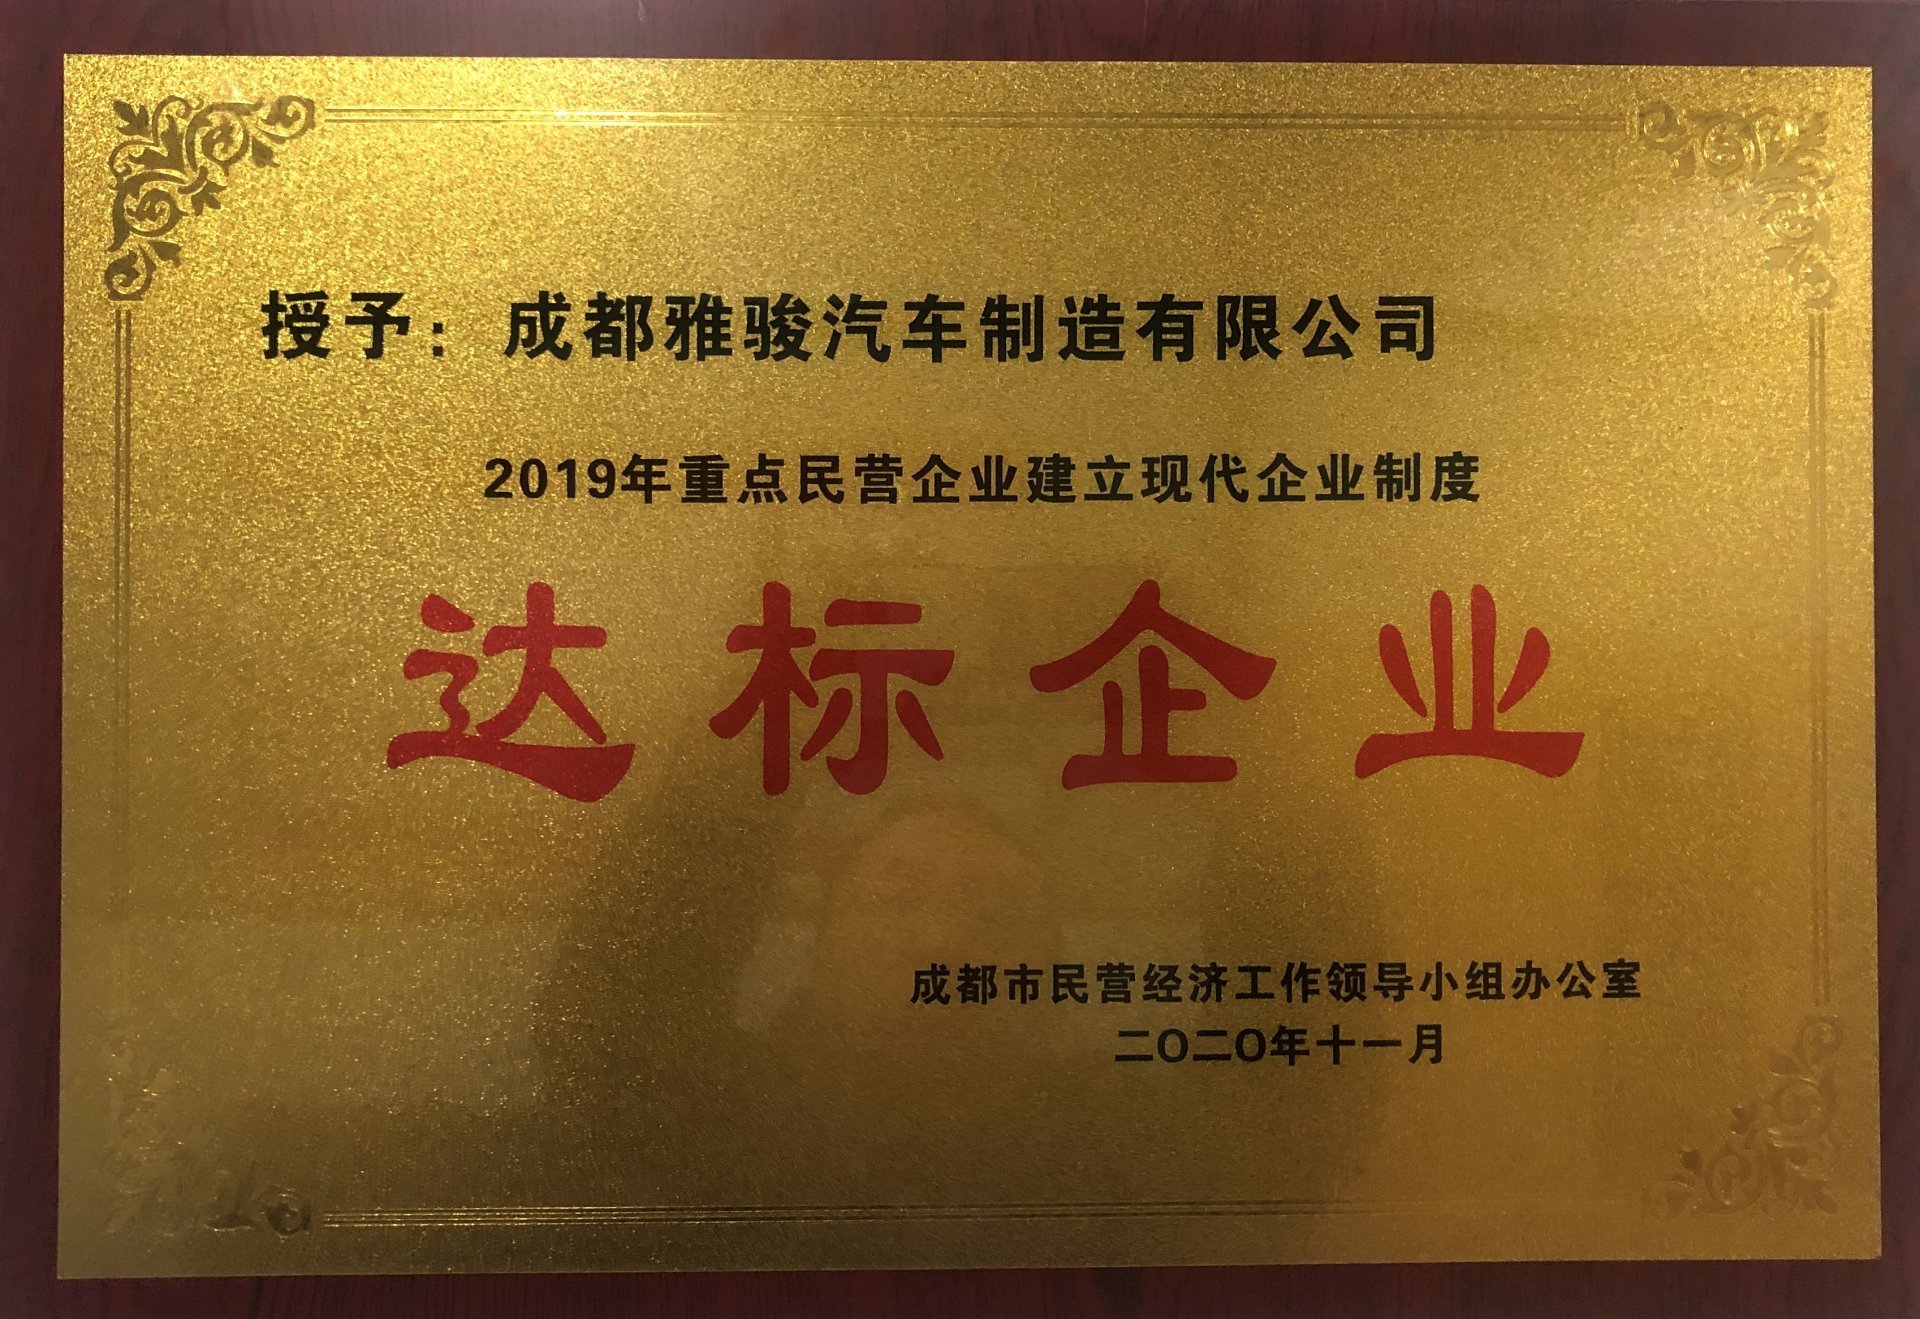 授予：成都雅骏汽车制造有限公司
2019年重点民营企业建立现代企业制度
达标企业
成都市民营经济工作领导小组办公室
二〇二〇年十一月